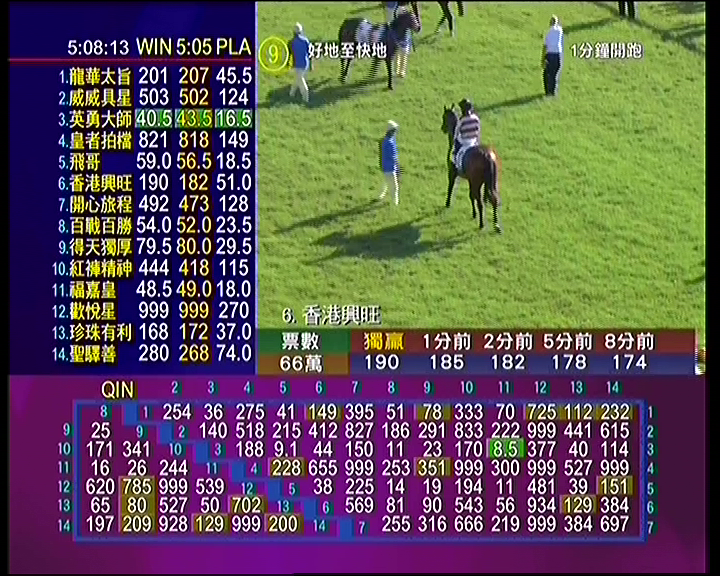 5:08:13 WIN 5:05 PLA
1.龍華太旨 201 207 45.5
2.威威具星 503 502 124
3.英勇大師 40.5 43.5 16.5
4.皇者拍檔 821 818 149
5.飛哥 59.0 56.5 18.5
6.香港興旺 190 182 51.0
7.開心旅程 492 473 128
8.百戰百勝 54.0 52.0 23.5
9.得天獨厚 79.5 80.0 29.5
10.紅褲精神 444 418 115
11.福嘉皇 48.5 49.0 18.0
12.歡悅星 999 999 270
13.珍珠有利 168 172 37.0
14.聖驛善 280 268 74.0
9 好地至快地 1分鐘開跑
6. 香港興旺
票數 獨贏 1分前 2分前 5分前 8分前
66萬 190 185 182 178 174
QIN 2 3 4 5 6 7 8 9 10 11 12 13 14
8 1 254 36 275 41 149 395 51 78 333 70 725 112 232 1
9 25 9 2 140 518 215 412 827 186 291 833 222 999 441 615 2
10 171 341 10 3 188 9.1 44 150 11 23 170 8.5 377 40 114 3
11 16 26 244 11 4 228 655 999 253 351 999 300 999 527 999 4
12 620 785 999 539 12 5 38 225 14 19 194 11 481 39 151 5
13 65 80 527 50 702 13 6 569 81 90 543 56 934 129 384 6
14 197 209 928 129 999 200 14 7 255 316 666 219 999 384 697 7